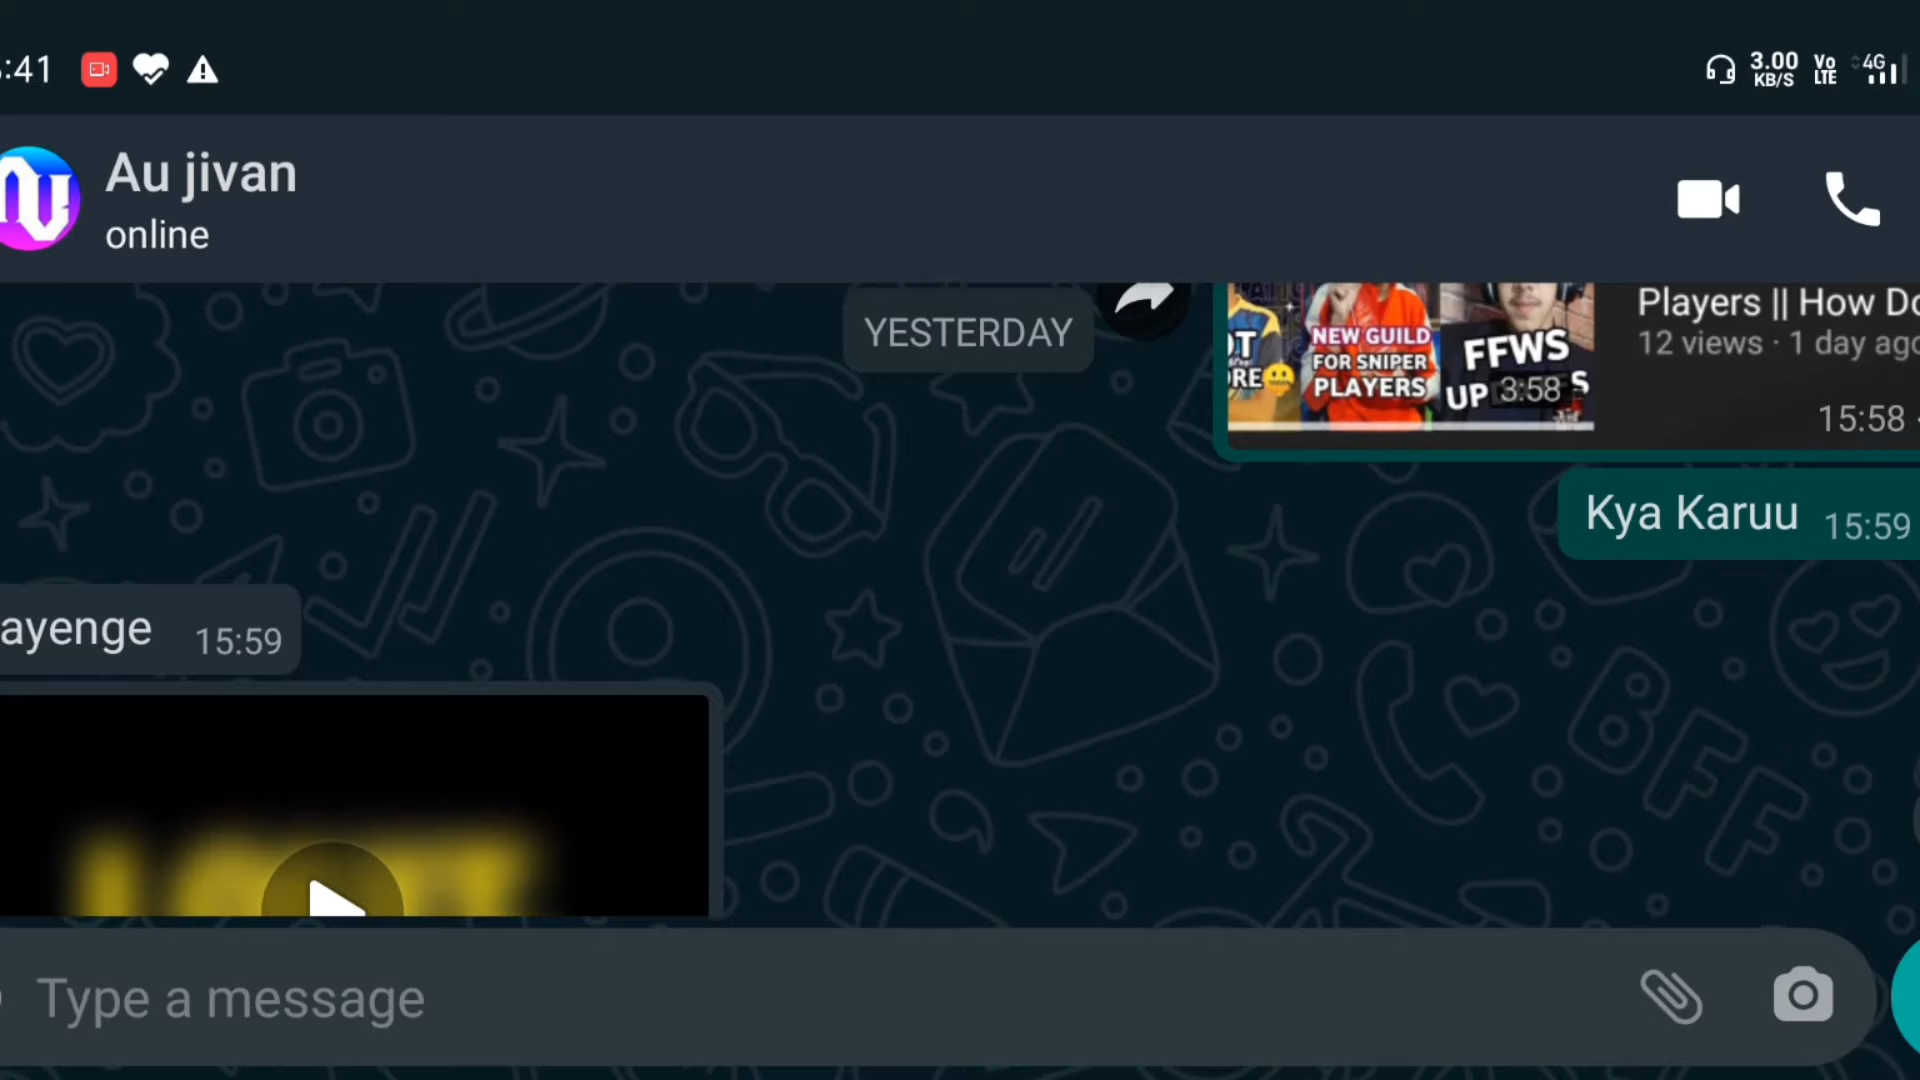 :41
3.00
KB/S
Vo
LTE
4G
Au jivan
online
YESTERDAY
NEW GUILD
FOR SNIPER
PLAYERS
FFWS
UP
3:58
Players || How Do
12 views · 1 day ago
15:58
Kya Karuu 15:59
ayenge 15:59
BFF
Type a message